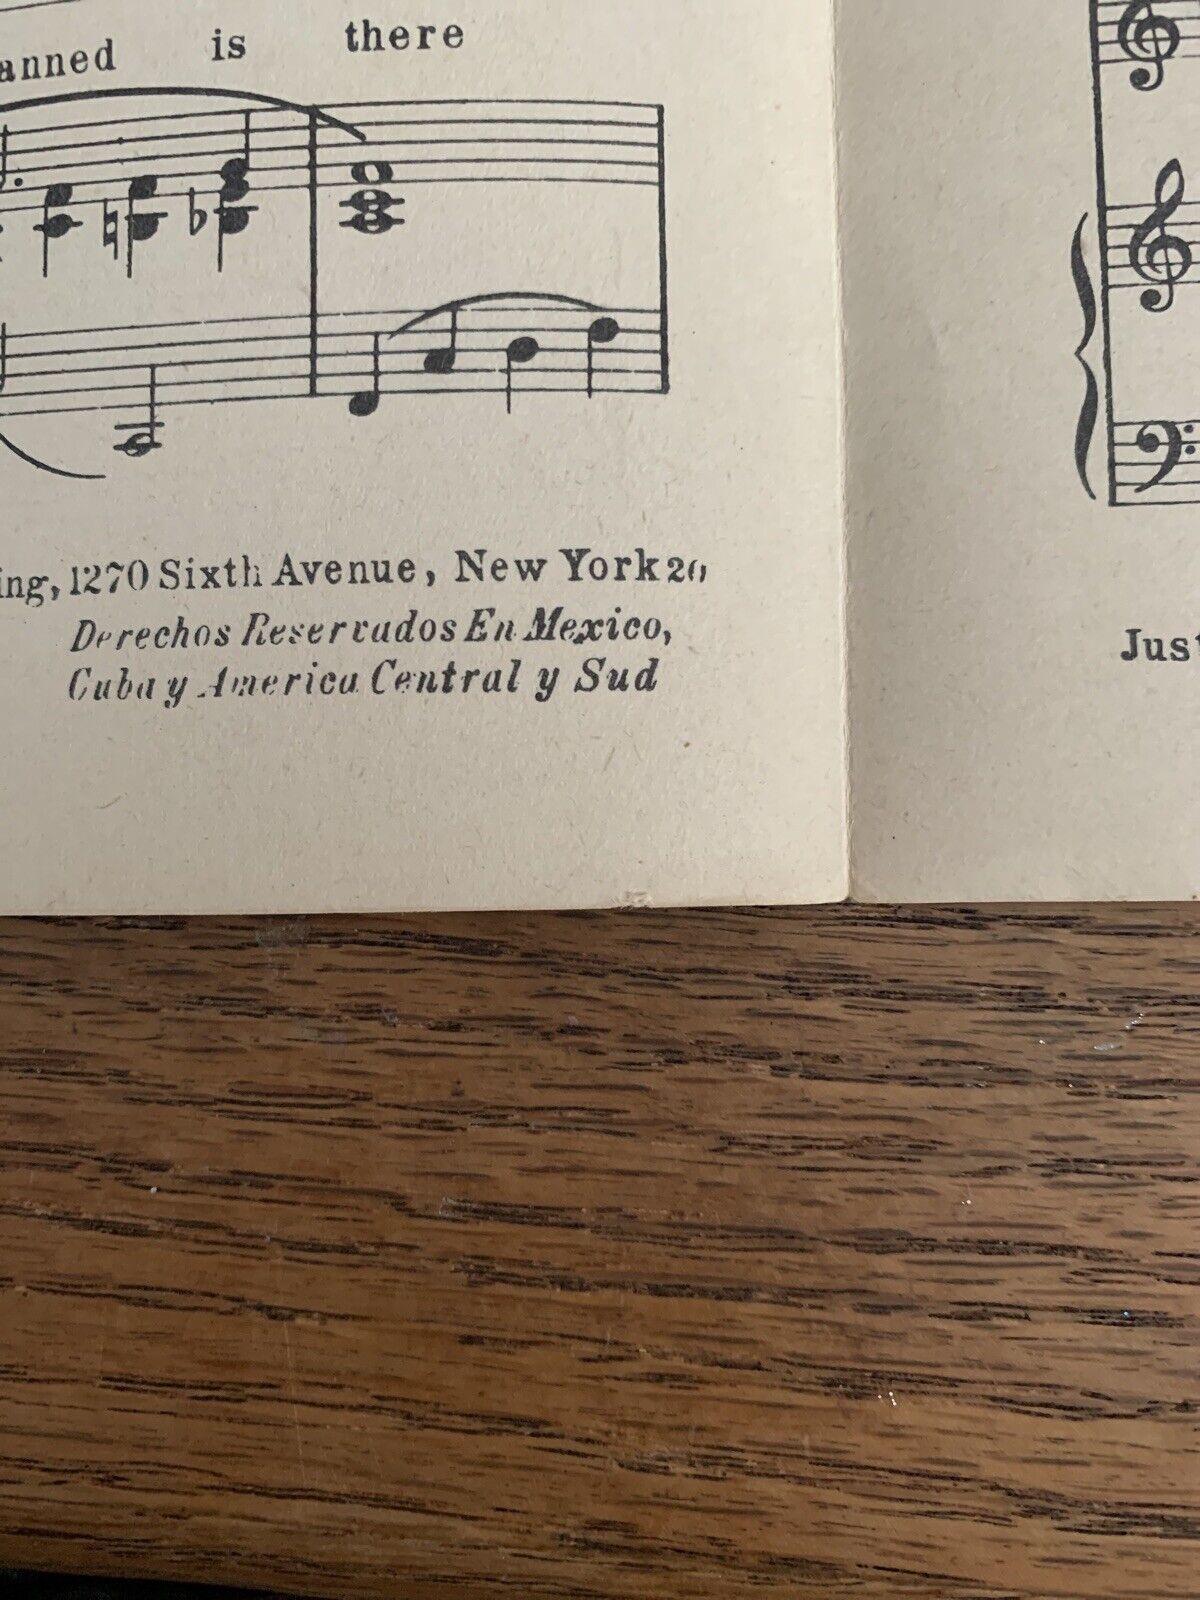 anned is there
ing, 1270 Sixth Avenue, New York 20
Derechos Reservados En Mexico,
Cuba y America Central y Sud
Just